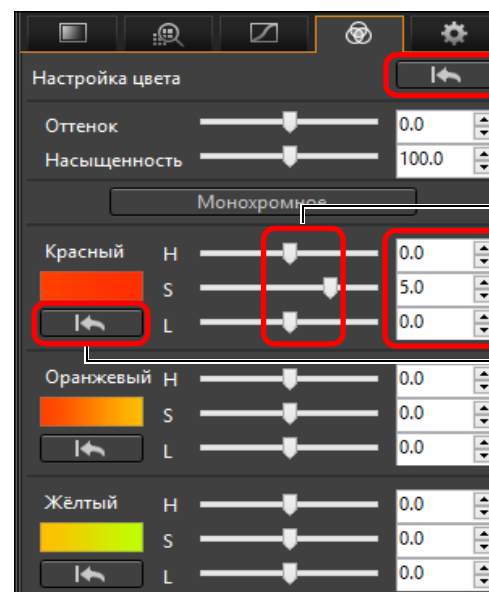 Настройка цвета
Оттенок 0.0
Насыщенность 100.0
Монохромное
Красный H 0.0
S 5.0
L 0.0
Оранжевый H 0.0
S 0.0
L 0.0
Жёлтый H 0.0
S 0.0
L 0.0